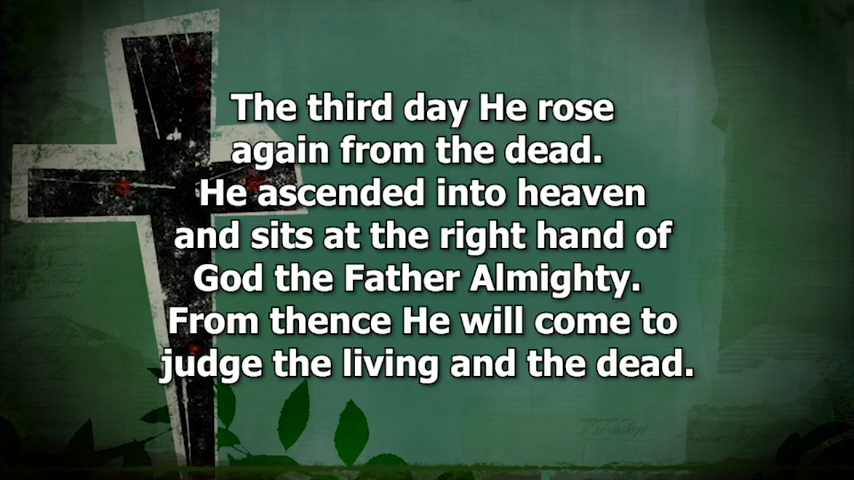 The third day He rose
again from the dead.
He ascended into heaven
and sits at the right hand of
God the Father Almighty.
From thence He will come to
judge the living and the dead.